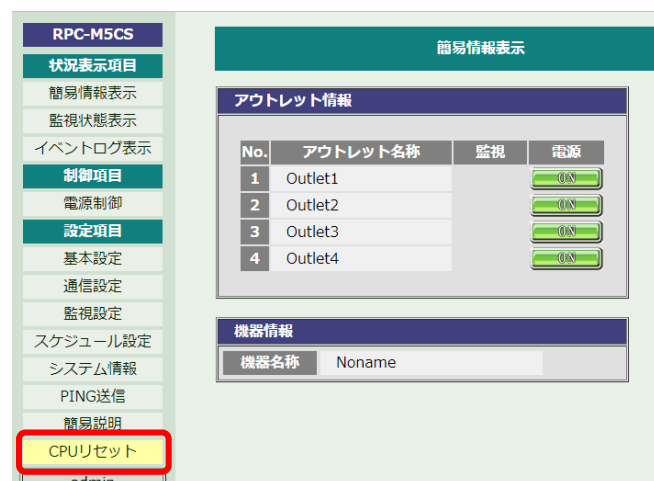 RPC-M5CS
状況表示項目
簡易情報表示
監視状態表示
イベントログ表示
制御項目
電源制御
設定項目
基本設定
通信設定
監視設定
スケジュール設定
システム情報
PING送信
簡易説明
CPUリセット
admin
簡易情報表示
アウトレット情報
No. アウトレット名称 監視 電源
1 Outlet1 ON
2 Outlet2 ON
3 Outlet3 ON
4 Outlet4 ON
機器情報
機器名称 Noname